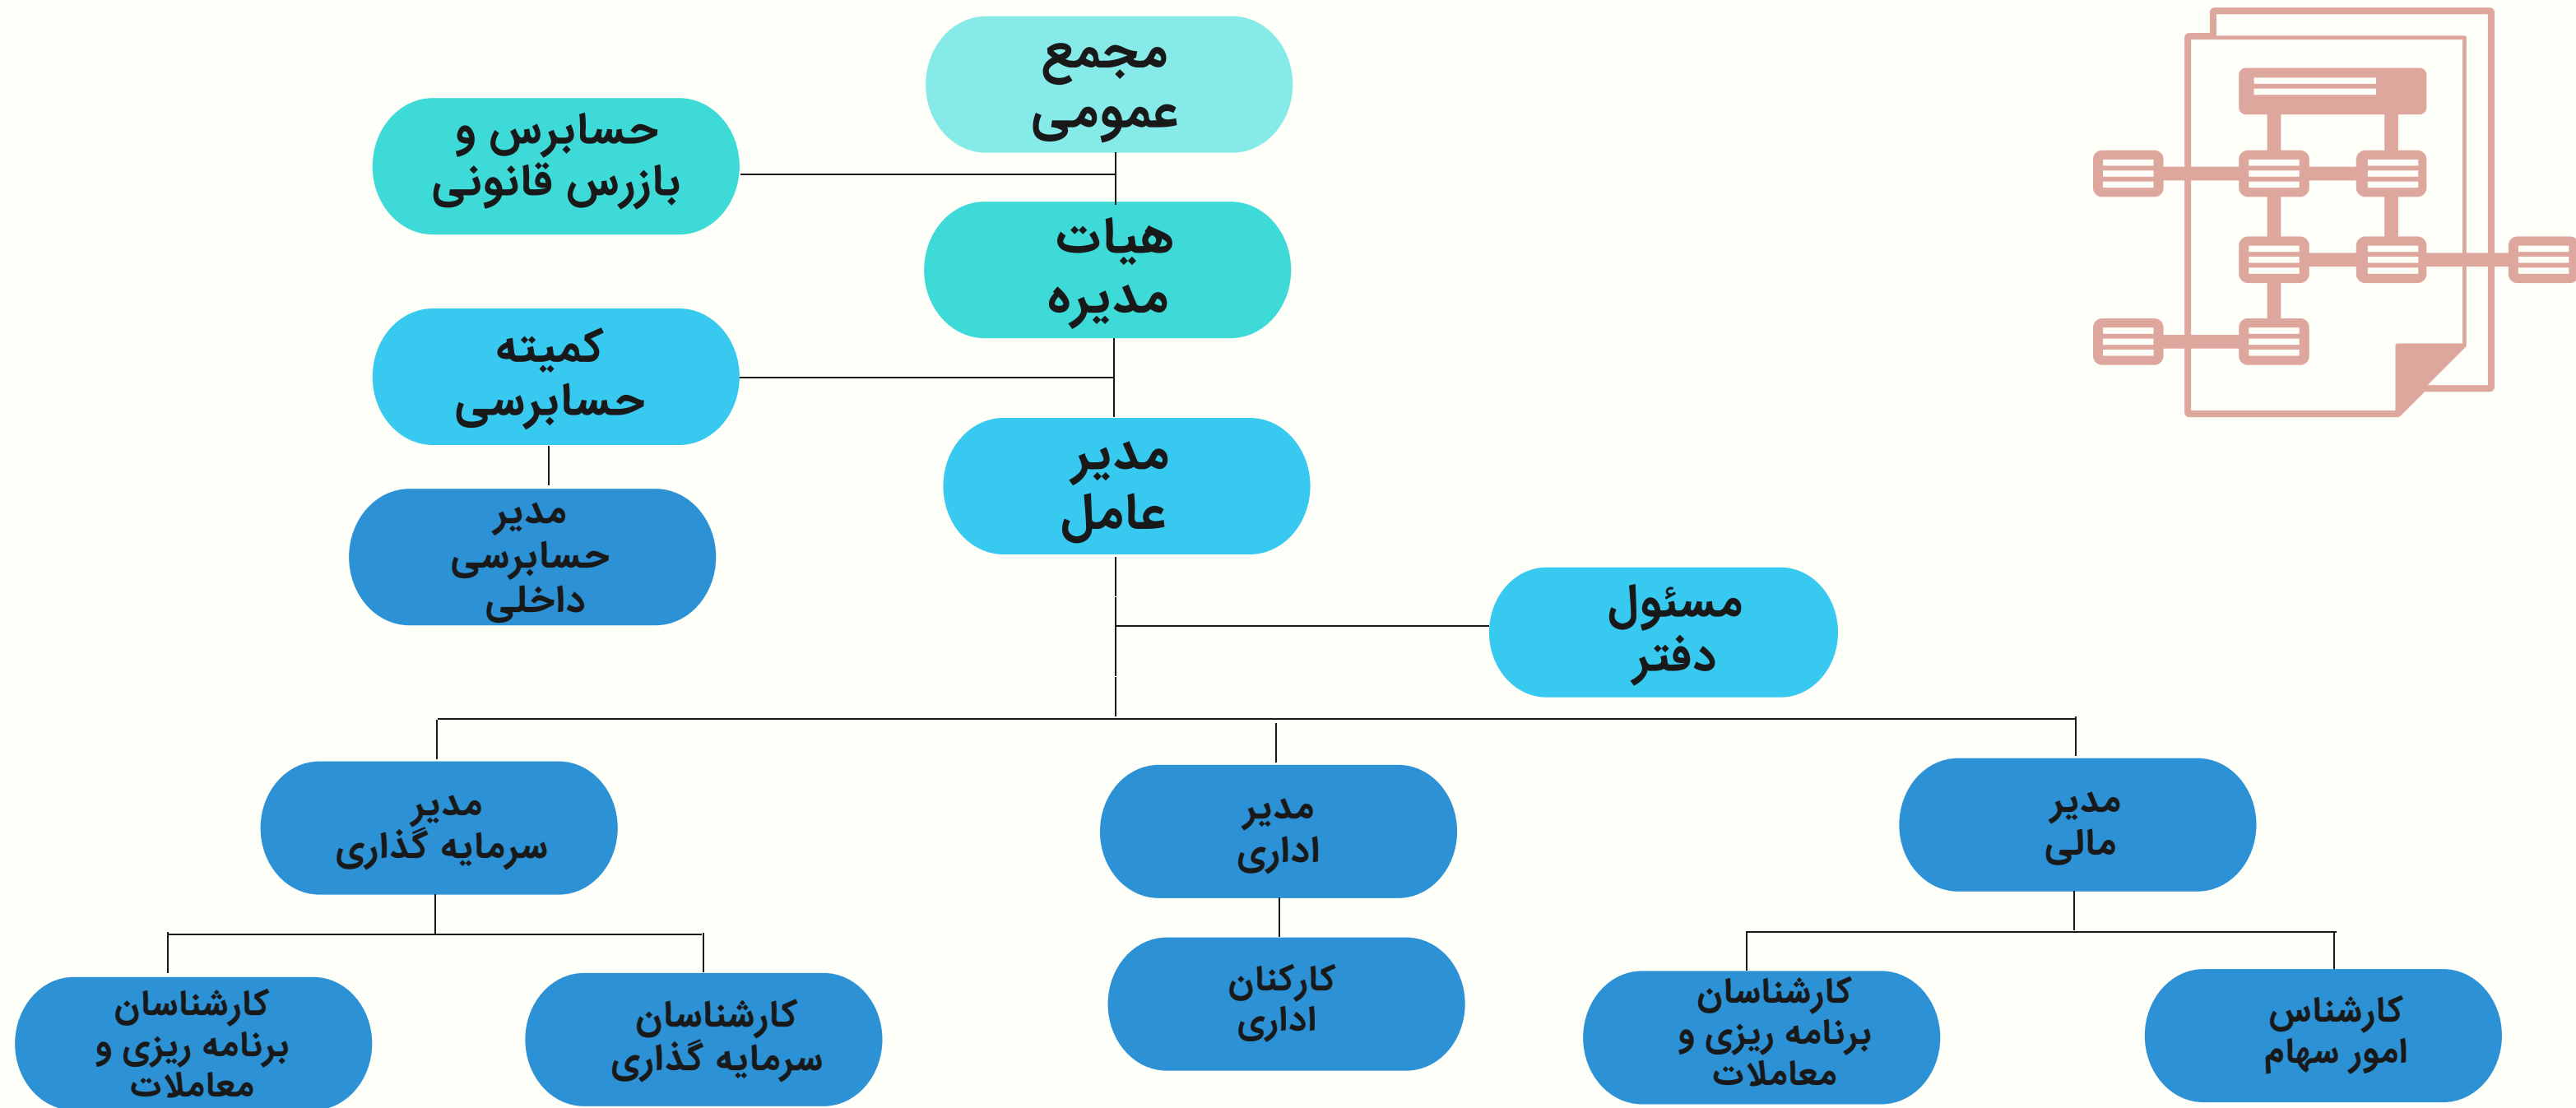 مجمع
عمومی
حسابرس و
بازرس قانونی
هیات
مدیره
کمیته
حسابرسی
مدیر
عامل
مدیر
حسابرسی
داخلی
مسئول
دفتر
مدیر
مالی
مدیر
اداری
مدیر
سرمایه گذاری
کارشناس
امور سهام
کارشناسان
برنامه ریزی و
معاملات
کارکنان
اداری
کارشناسان
سرمایه گذاری
کارشناسان
برنامه ریزی و
معاملات